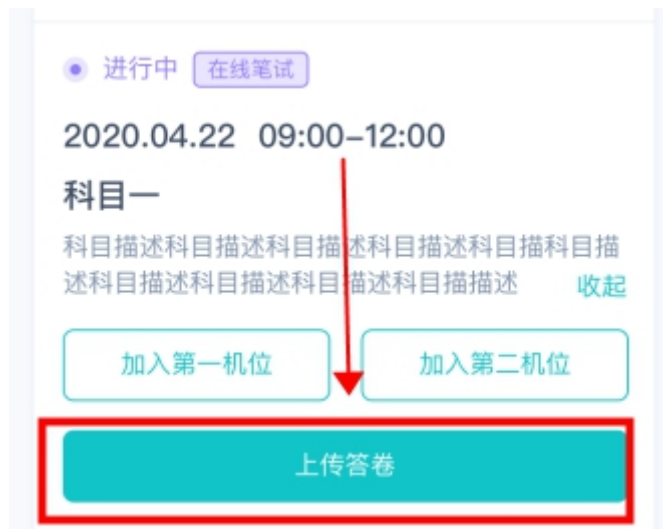 进行中 在线笔试
2020.04.22 09:00-12:00
科目一
科目描述科目描述科目描述科目描述科目描科目描
述科目描述科目描述科目描述科目描描述 收起
加入第一机位 加入第二机位
上传答卷